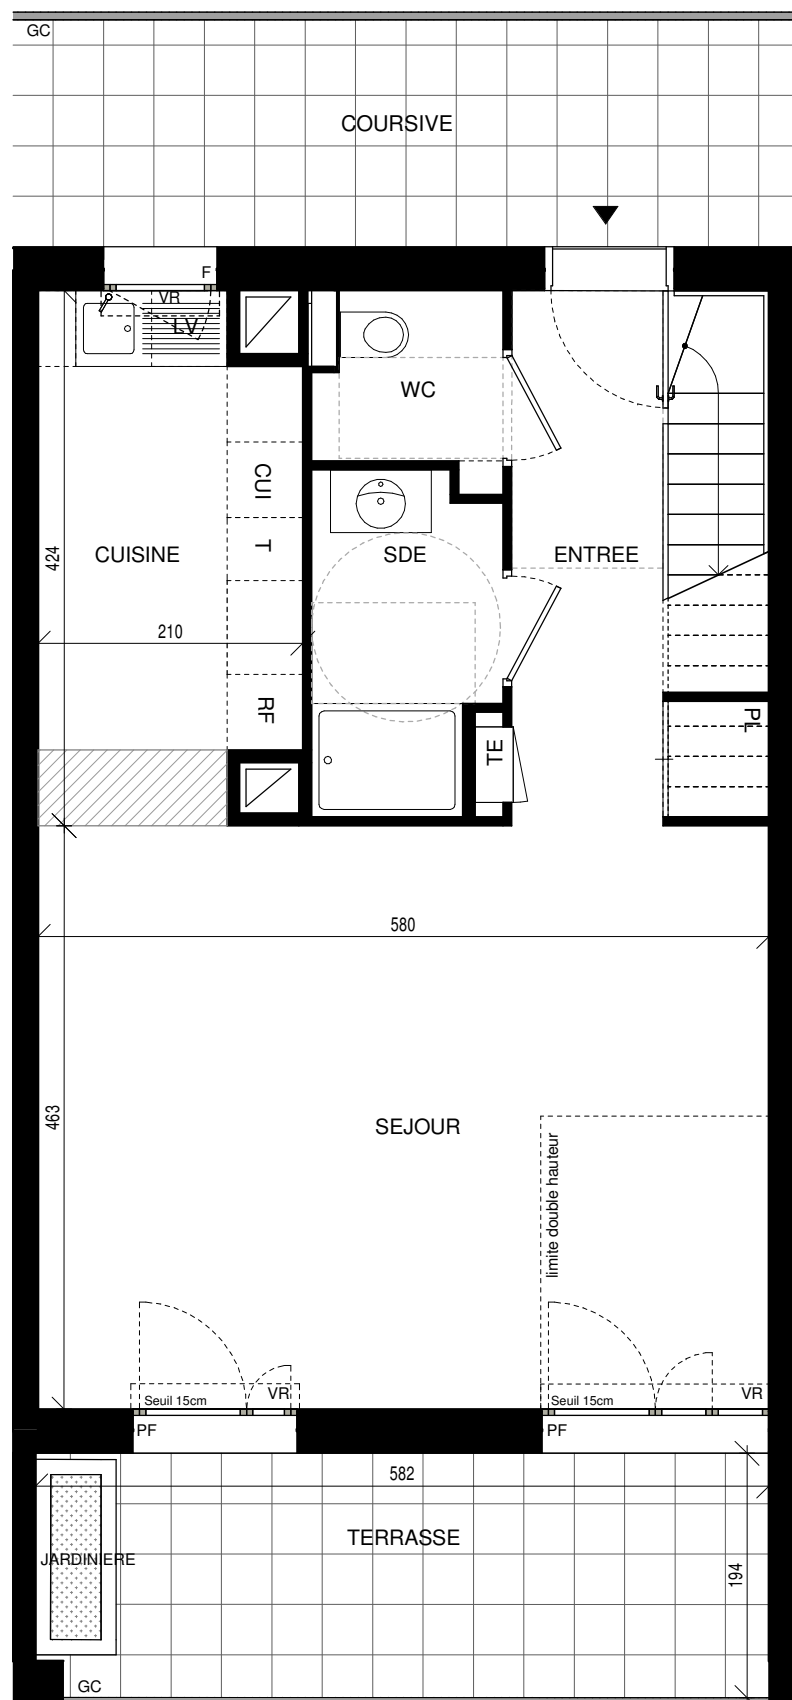 GC
COURSIVE
F
VR
LV
WC
CUI
424
CUISINE
T
SDE
ENTREE
210
RF
PL
TE
580
463
SEJOUR
limite double hauteur
Seuil 15cm
VR
Seuil 15cm
VR
PF
PF
582
TERRASSE
JARDINIERE
194
GC